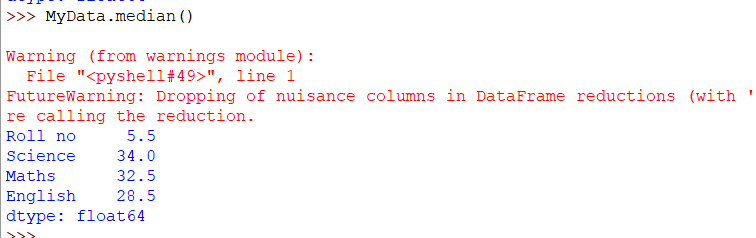 >>> MyData.median()
Warning (from warnings module):
  File "<pyshell#49>", line 1
FutureWarning: Dropping of nuisance columns in DataFrame reductions (with '
re calling the reduction.
Roll no     5.5
Science    34.0
Maths      32.5
English    28.5
dtype: float64
>>>